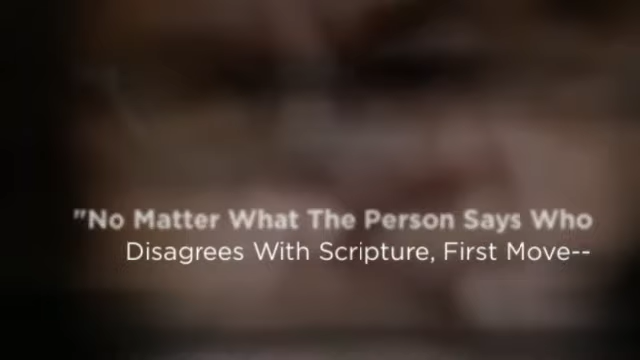 "No Matter What The Person Says Who
Disagrees With Scripture, First Move--